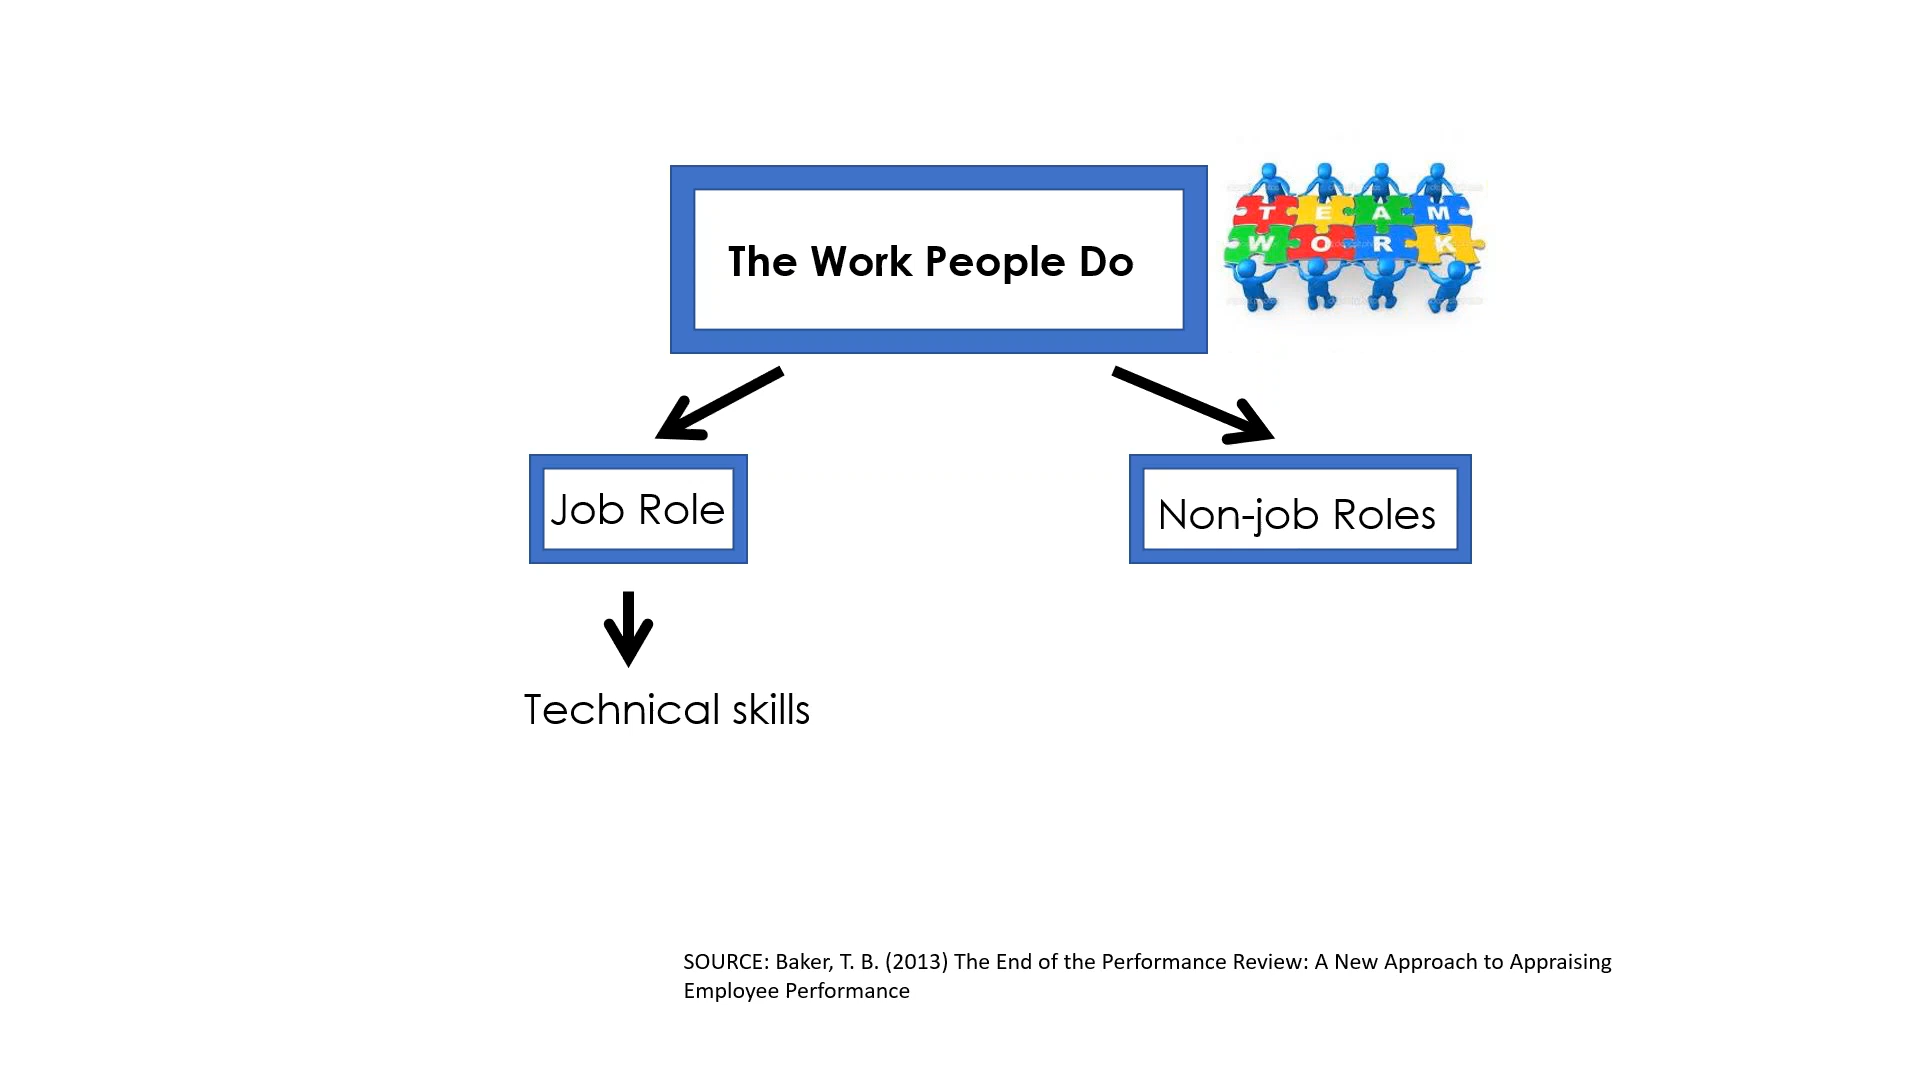 The Work People Do
TEAM
WORK
Job Role
Non-job Roles
Technical skills
SOURCE: Baker, T. B. (2013) The End of the Performance Review: A New Approach to Appraising
Employee Performance